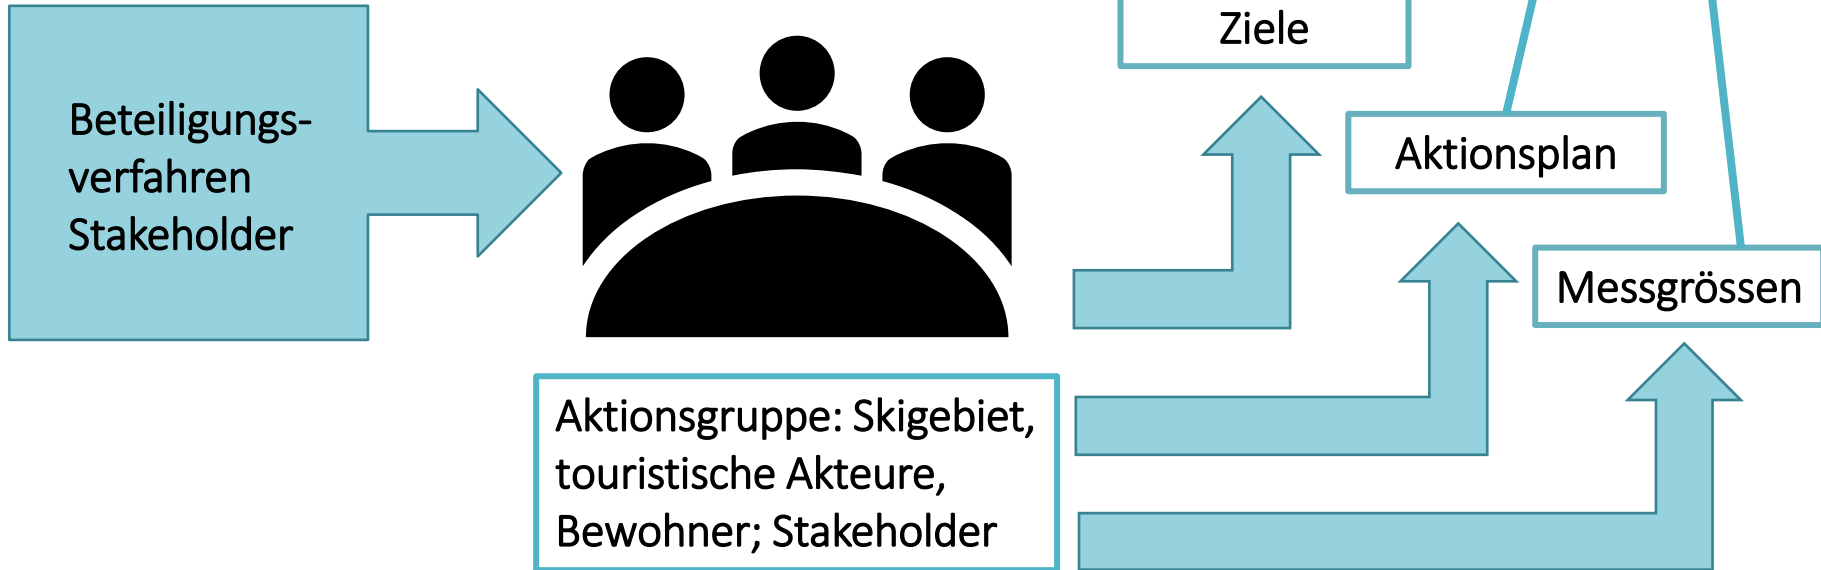 Beteiligungs-
verfahren
Stakeholder
Ziele
Aktionsplan
Messgrössen
Aktionsgruppe: Skigebiet,
touristische Akteure,
Bewohner; Stakeholder